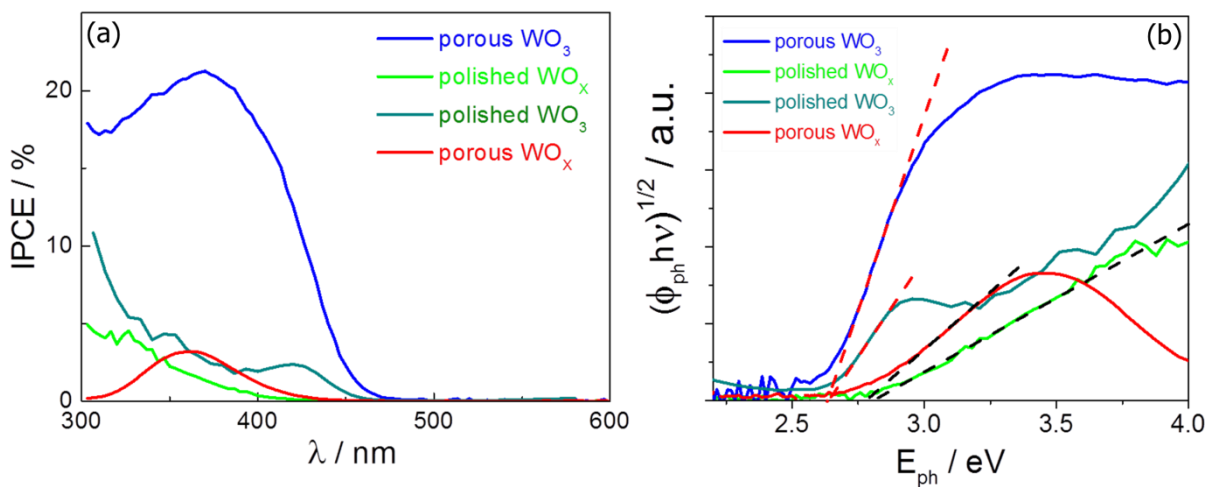 (a)
porous WO₃
polished WOₓ
polished WO₃
porous WOₓ
IPCE / %
20
10
0
300
400
500
600
λ / nm
(b)
porous WO₃
polished WOₓ
polished WO₃
porous WOₓ
(ϕₚₕhν)¹/² / a.u.
2.5
3.0
3.5
4.0
Eₚₕ / eV